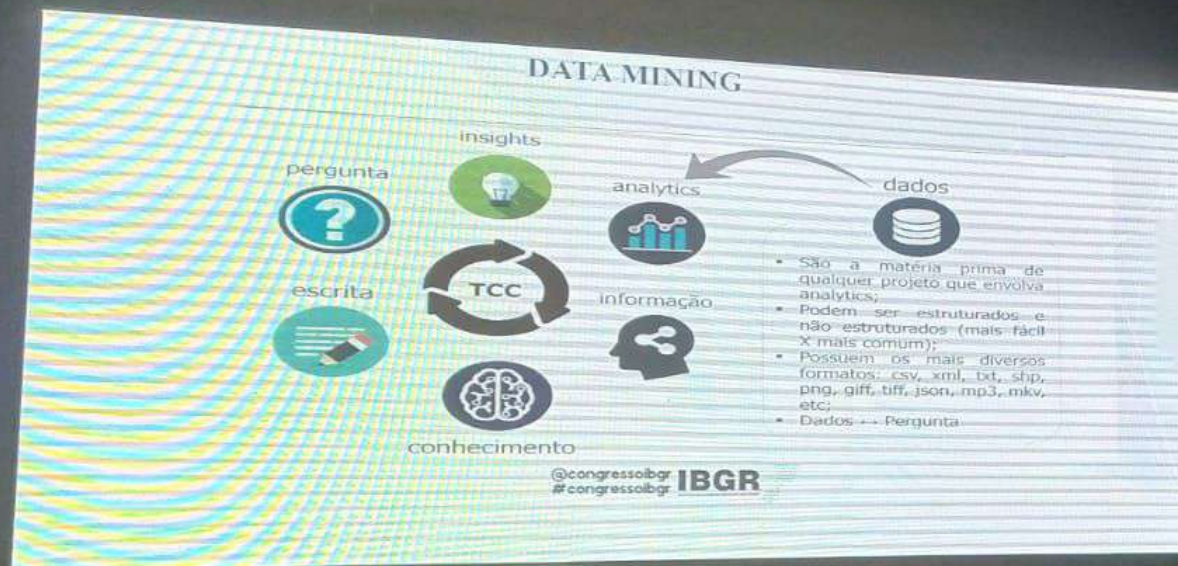 DATA MINING
insights
pergunta
analytics
dados
TCC
escrita
informação
conhecimento
• São a matéria prima de
qualquer projeto que envolva
analytics;
• Podem ser estruturados e
não estruturados (mais fácil
X mais comum);
• Possuem os mais diversos
formatos: csv, xml, txt, shp,
png, giff, tiff, json, mp3, mkv,
etc;
• Dados ↔ Pergunta
@congressoibgr
#congressoibgr
IBGR